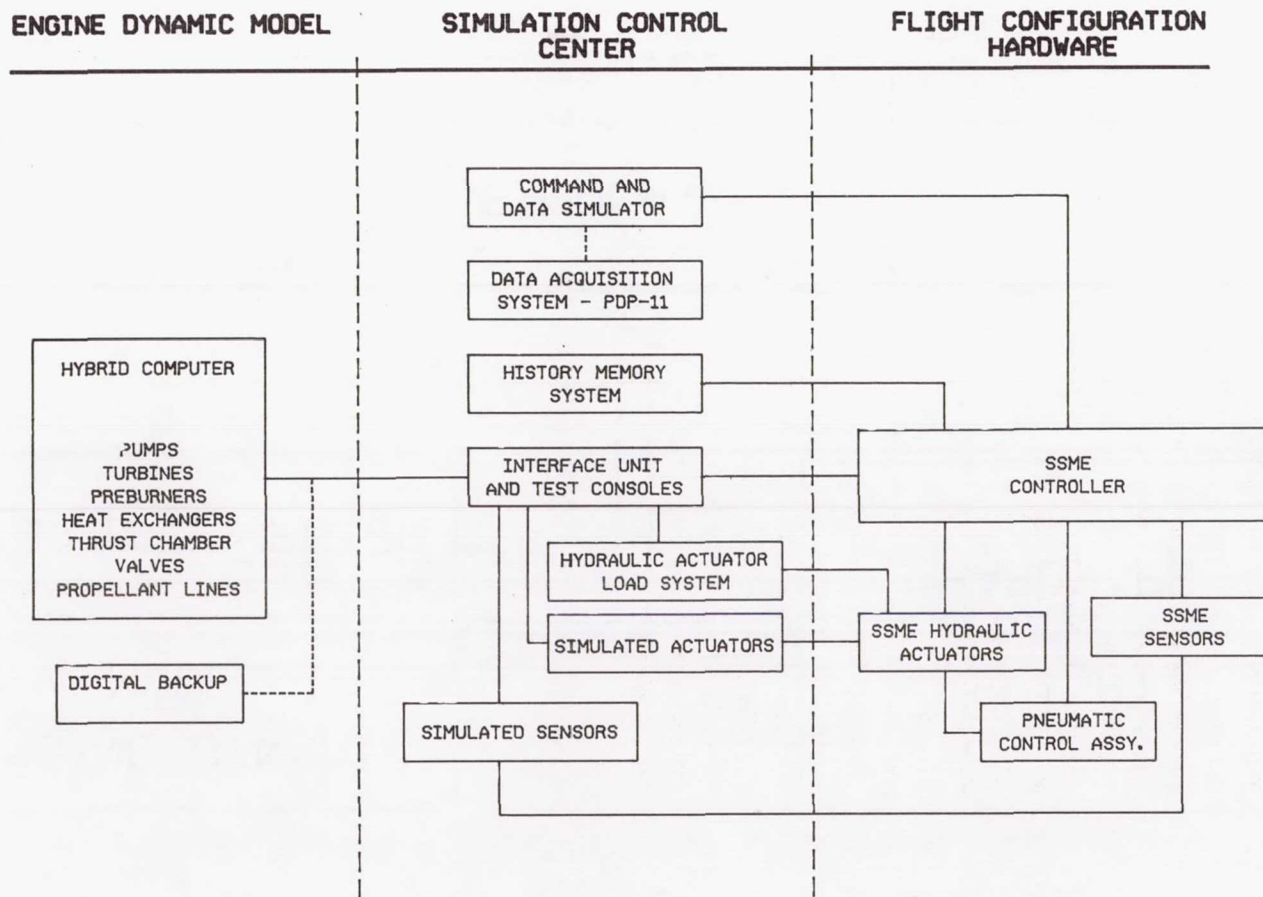 ENGINE DYNAMIC MODEL
SIMULATION CONTROL
CENTER
FLIGHT CONFIGURATION
HARDWARE
COMMAND AND
DATA SIMULATOR
DATA ACQUISITION
SYSTEM - PDP-11
HYBRID COMPUTER
PUMPS
TURBINES
PREBURNERS
HEAT EXCHANGERS
THRUST CHAMBER
VALVES
PROPELLANT LINES
HISTORY MEMORY
SYSTEM
INTERFACE UNIT
AND TEST CONSOLES
SSME
CONTROLLER
HYDRAULIC ACTUATOR
LOAD SYSTEM
SIMULATED ACTUATORS
SSME HYDRAULIC
ACTUATORS
SSME
SENSORS
DIGITAL BACKUP
SIMULATED SENSORS
PNEUMATIC
CONTROL ASSY.